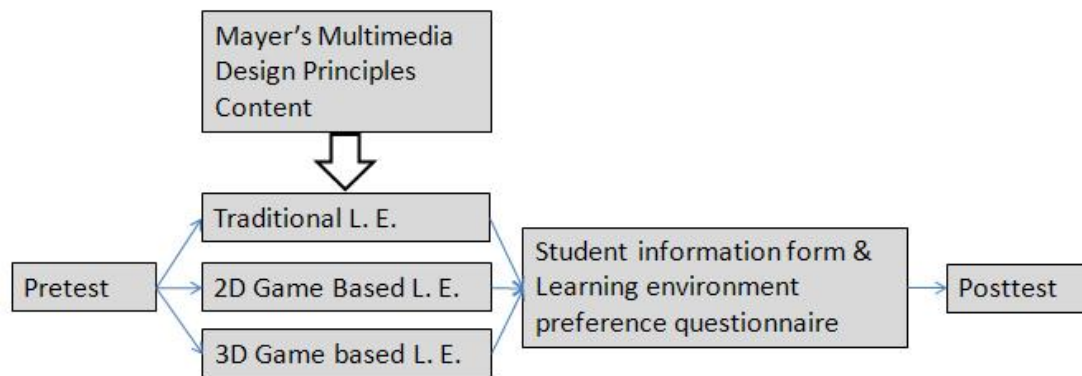 Mayer's Multimedia
Design Principles
Content
Traditional L. E.
Pretest
2D Game Based L. E.
3D Game based L. E.
Student information form &
Learning environment
preference questionnaire
Posttest